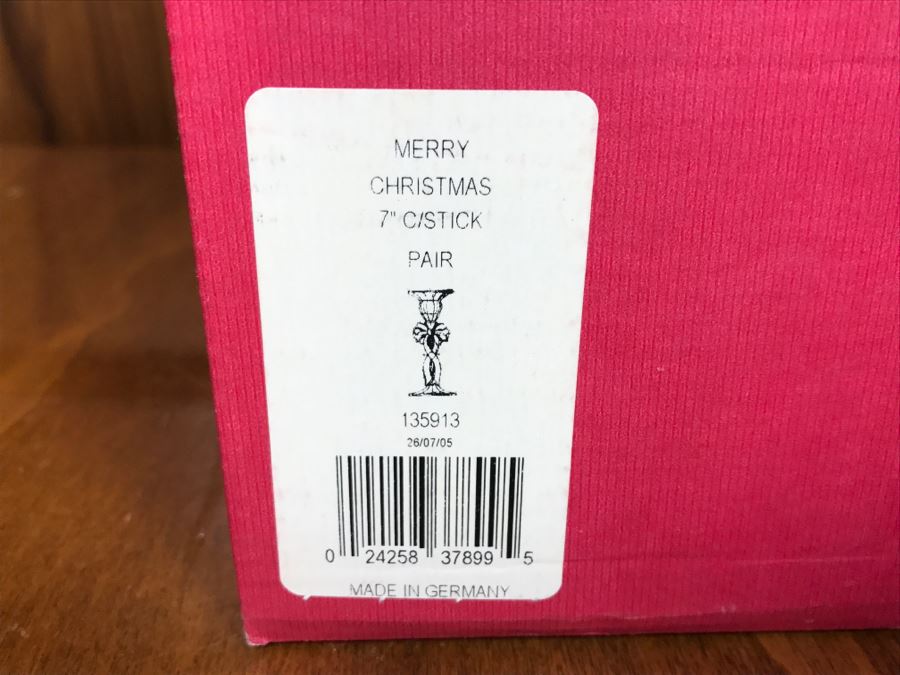 MERRY
CHRISTMAS
7" C/STICK
PAIR
135913
26/07/05
0 24258 37899 5
MADE IN GERMANY